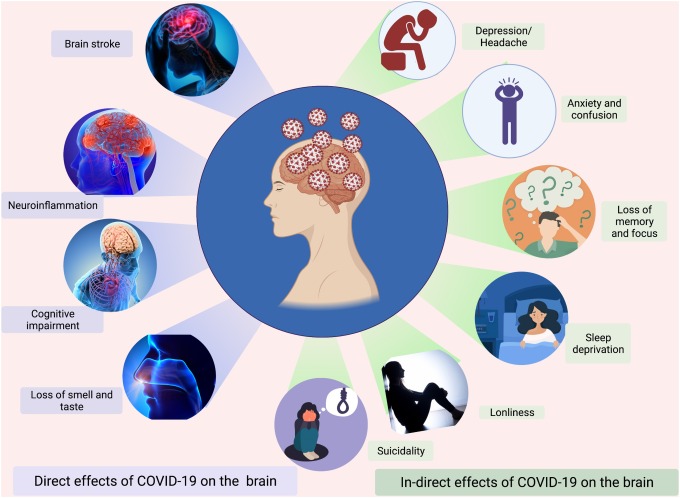 Brain stroke
Neuroinflammation
Cognitive
impairment
Loss of smell and
taste
Depression/
Headache
Anxiety and
confusion
Loss of
memory
and focus
Sleep
deprivation
Lonliness
Suicidality
Direct effects of COVID-19 on the brain
In-direct effects of COVID-19 on the brain